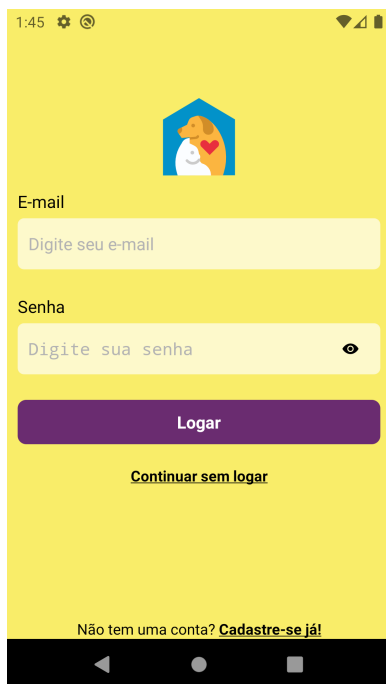 1:45
E-mail
Digite seu e-mail
Senha
Digite sua senha
Logar
Continuar sem logar
Não tem uma conta? Cadastre-se já!